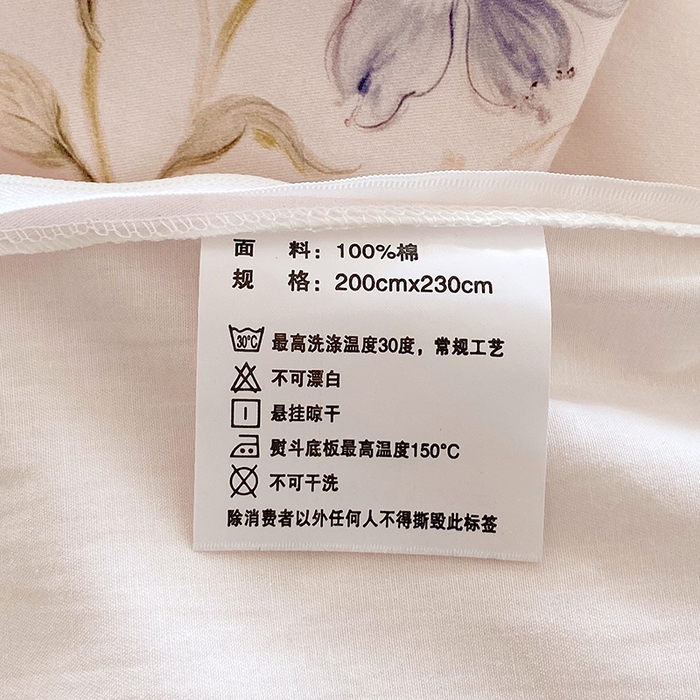 面 料：100%棉
规 格：200cmx230cm
30°C 最高洗涤温度30度，常规工艺
不可漂白
悬挂晾干
熨斗底板最高温度150°C
不可干洗
除消费者以外任何人不得撕毁此标签